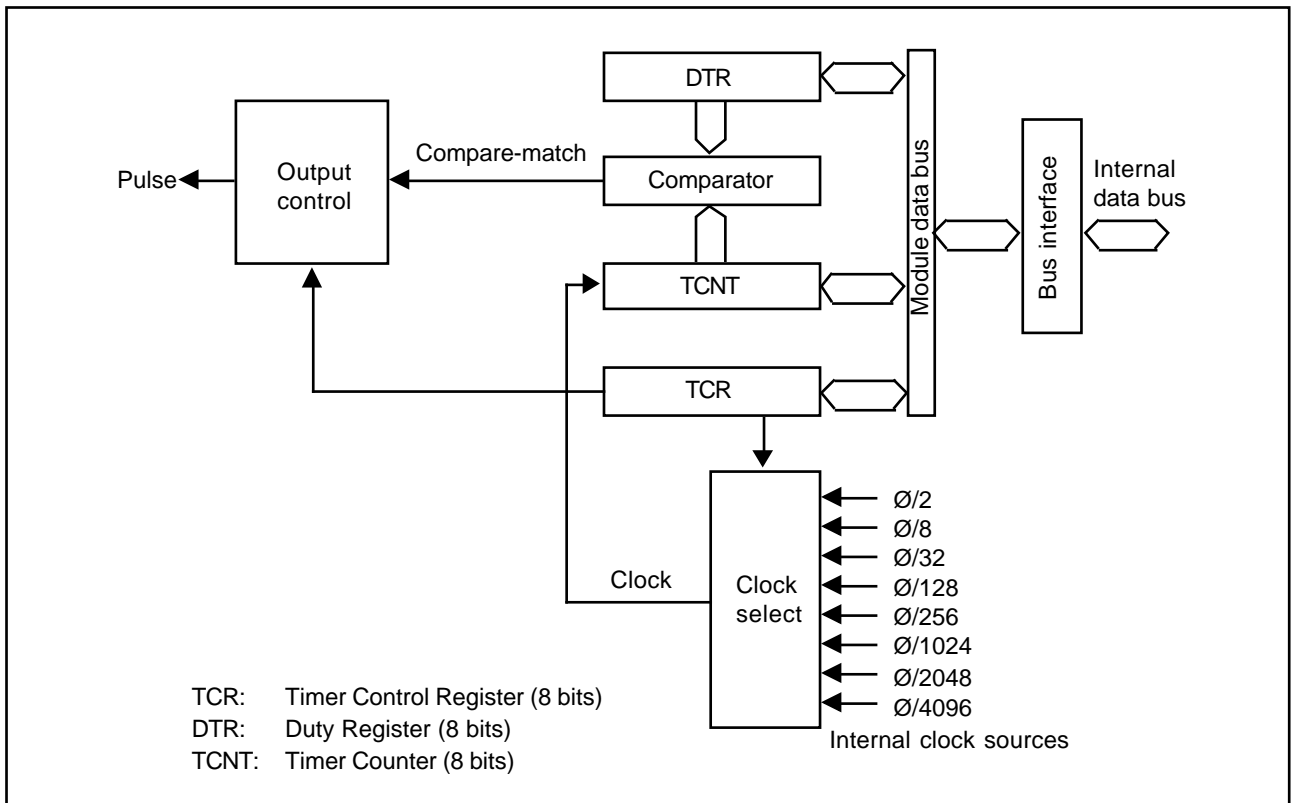 DTR
Compare-match
Pulse
Output
control
Comparator
Module data bus
Bus interface
Internal
data bus
TCNT
TCR
Ø/2
Ø/8
Ø/32
Clock
Clock
select
Ø/128
Ø/256
Ø/1024
Ø/2048
Ø/4096
Internal clock sources
TCR: Timer Control Register (8 bits)
DTR: Duty Register (8 bits)
TCNT: Timer Counter (8 bits)